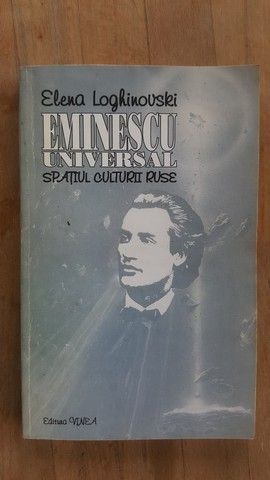 Elena Loghinovski
EMINESCU
UNIVERSAL
SPAȚIUL CULTURII RUSE
Editura VINEA